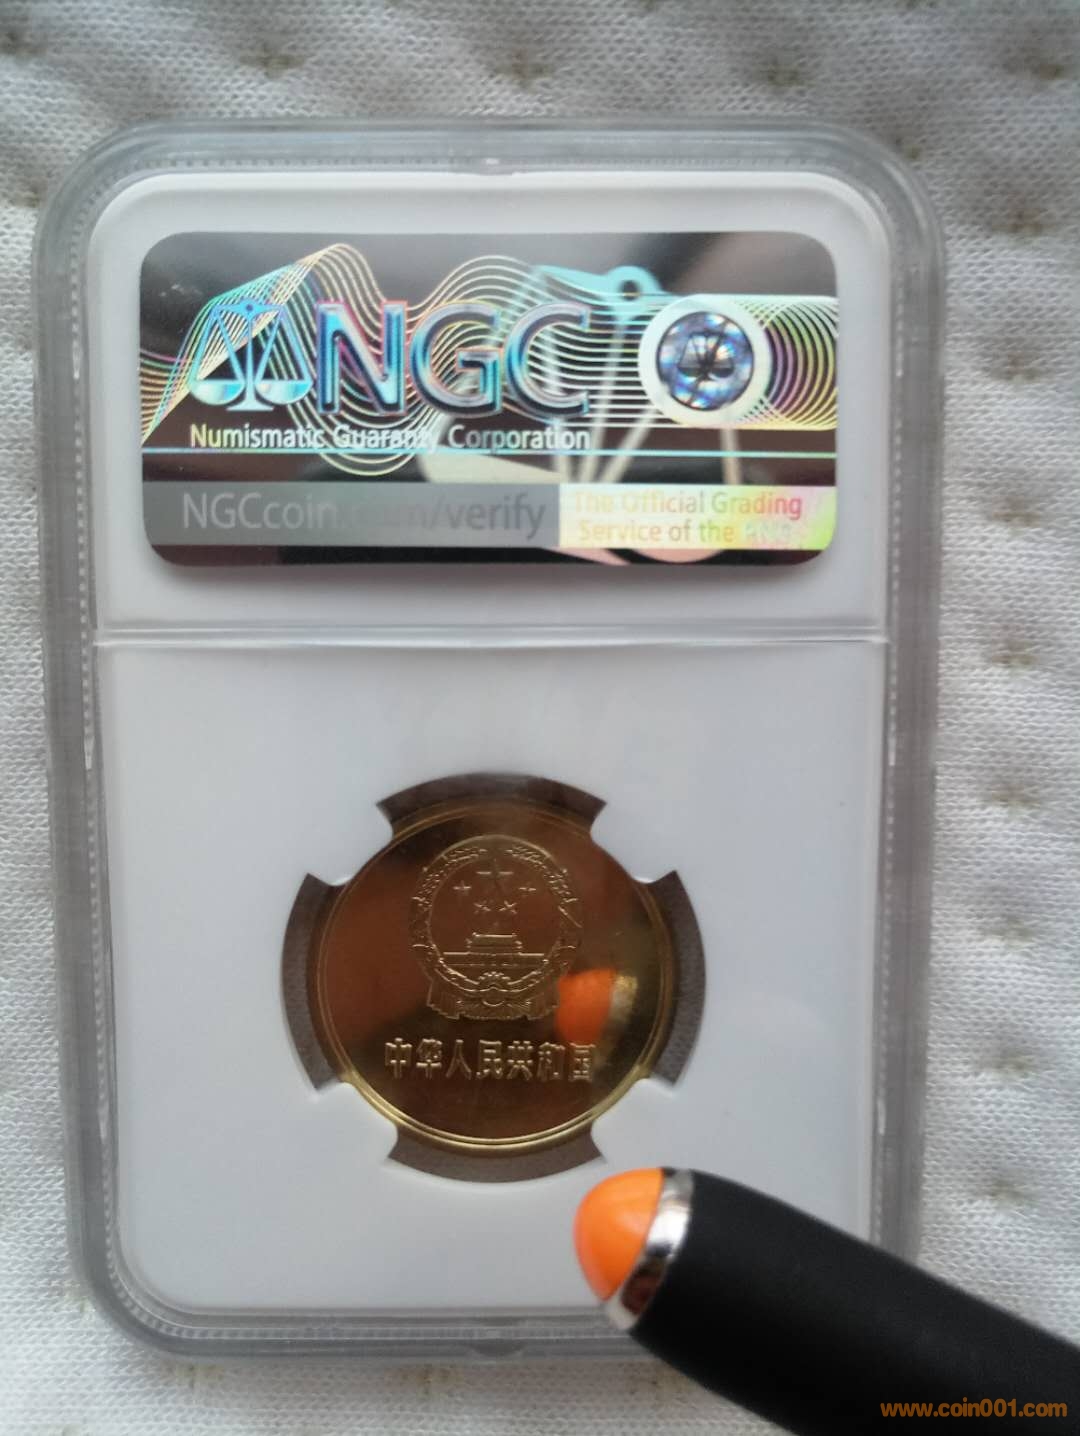 NGC
Numismatic Guaranty Corporation
NGCcoin.com/verify
The Official Grading
Service of the ANA
中华人民共和国
www.coin001.com